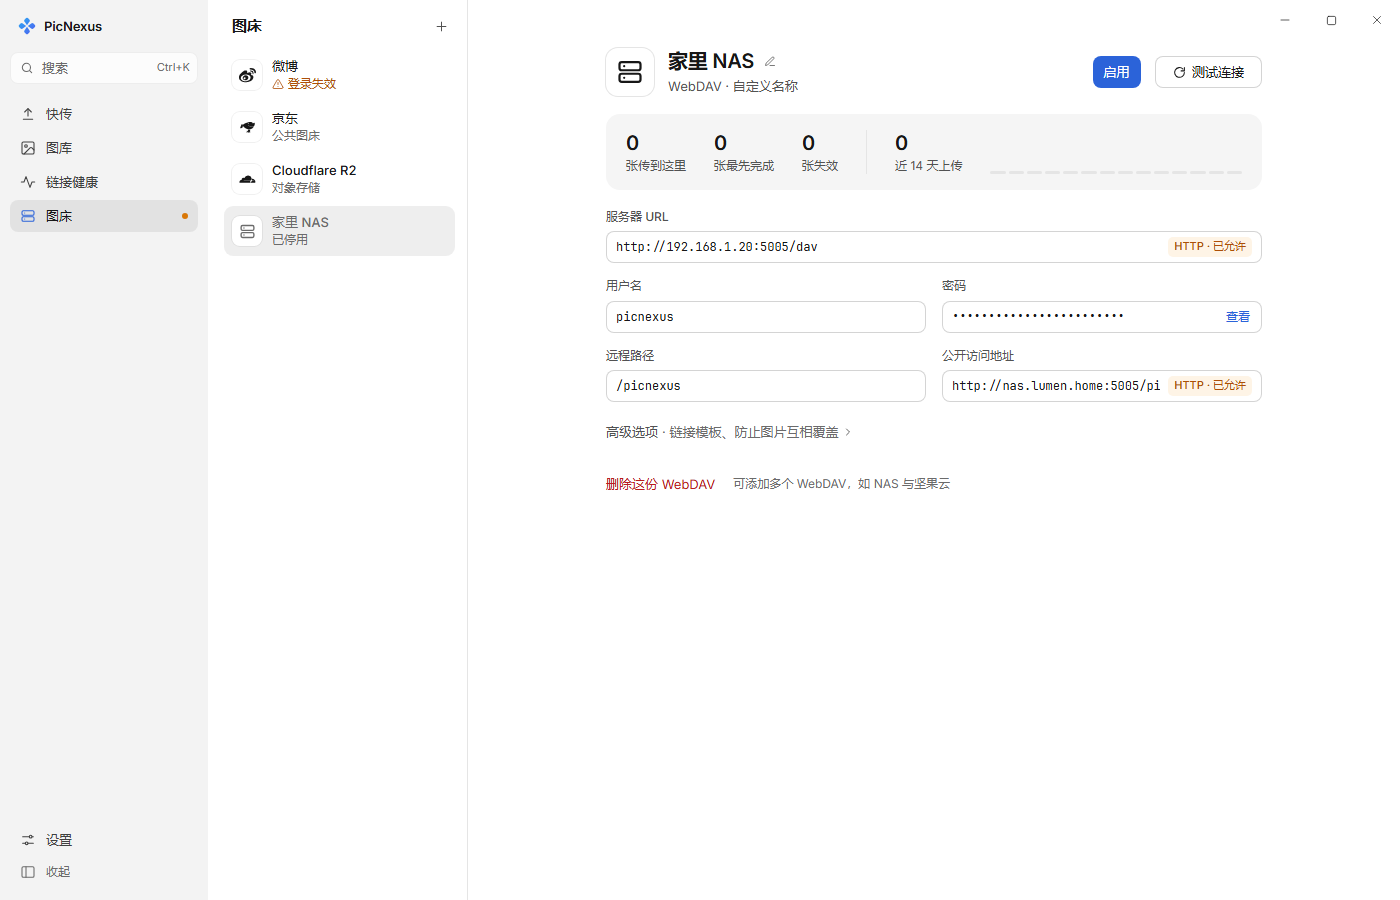 PicNexus
搜索 Ctrl+K
快传
图库
链接健康
图床
设置
收起
图床
微博
登录失效
京东
公共图床
Cloudflare R2
对象存储
家里 NAS
已停用
家里 NAS
WebDAV · 自定义名称
启用
测试连接
0 0 0 0
张传到这里 张最先完成 张失效 近 14 天上传
服务器 URL
http://192.168.1.20:5005/dav HTTP · 已允许
用户名 密码
picnexus •••••••••••••••••••••••• 查看
远程路径 公开访问地址
/picnexus http://nas.lumen.home:5005/pi HTTP · 已允许
高级选项 · 链接模板、防止图片互相覆盖
删除这份 WebDAV 可添加多个 WebDAV，如 NAS 与坚果云